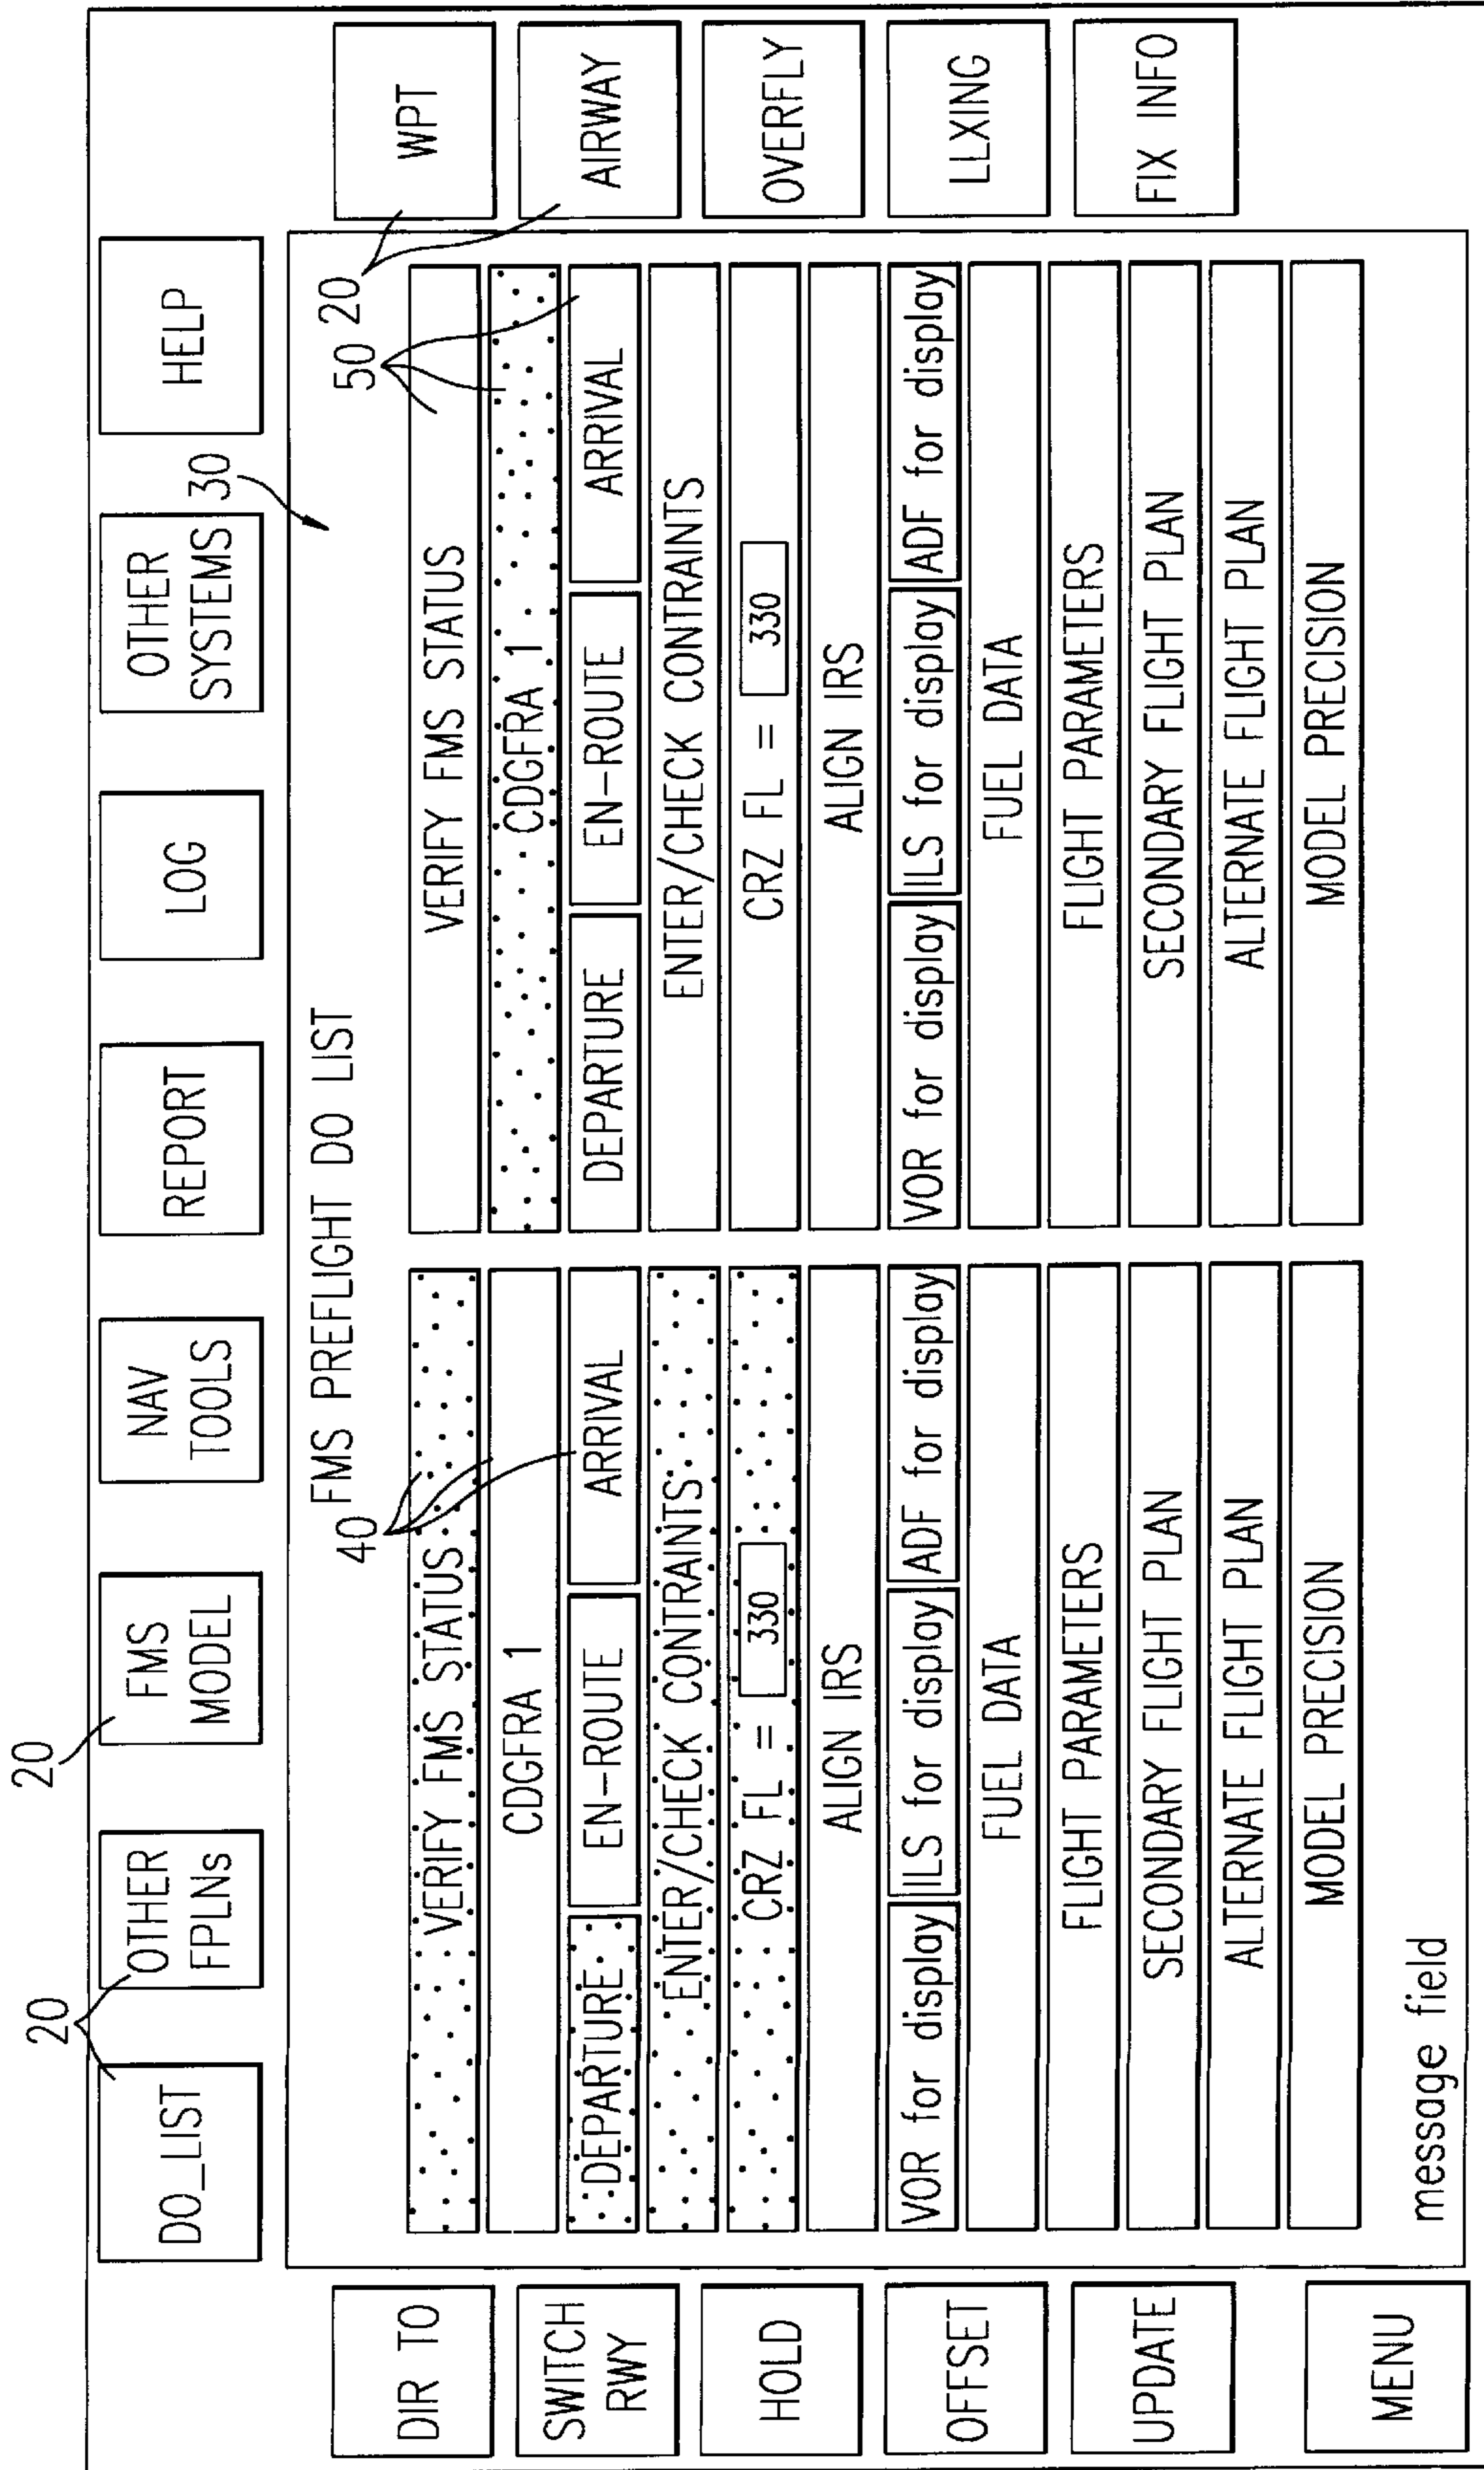 20
20
DO_LIST
OTHER
FPLNs
FMS
MODEL
NAV
TOOLS
REPORT
LOG
OTHER
SYSTEMS
HELP
30
DIR TO
SWITCH
RWY
HOLD
OFFSET
UPDATE
MENU
FMS PREFLIGHT DO LIST
40
VERIFY FMS STATUS
CDGFRA 1
DEPARTURE EN-ROUTE ARRIVAL
ENTER/CHECK CONTRAINTS
CRZ FL = 330
ALIGN IRS
VOR for display ILS for display ADF for display
FUEL DATA
FLIGHT PARAMETERS
SECONDARY FLIGHT PLAN
ALTERNATE FLIGHT PLAN
MODEL PRECISION
message field
50
20
VERIFY FMS STATUS
CDGFRA 1
DEPARTURE EN-ROUTE ARRIVAL
ENTER/CHECK CONTRAINTS
CRZ FL = 330
ALIGN IRS
VOR for display ILS for display ADF for display
FUEL DATA
FLIGHT PARAMETERS
SECONDARY FLIGHT PLAN
ALTERNATE FLIGHT PLAN
MODEL PRECISION
WPT
AIRWAY
OVERFLY
LLXING
FIX INFO